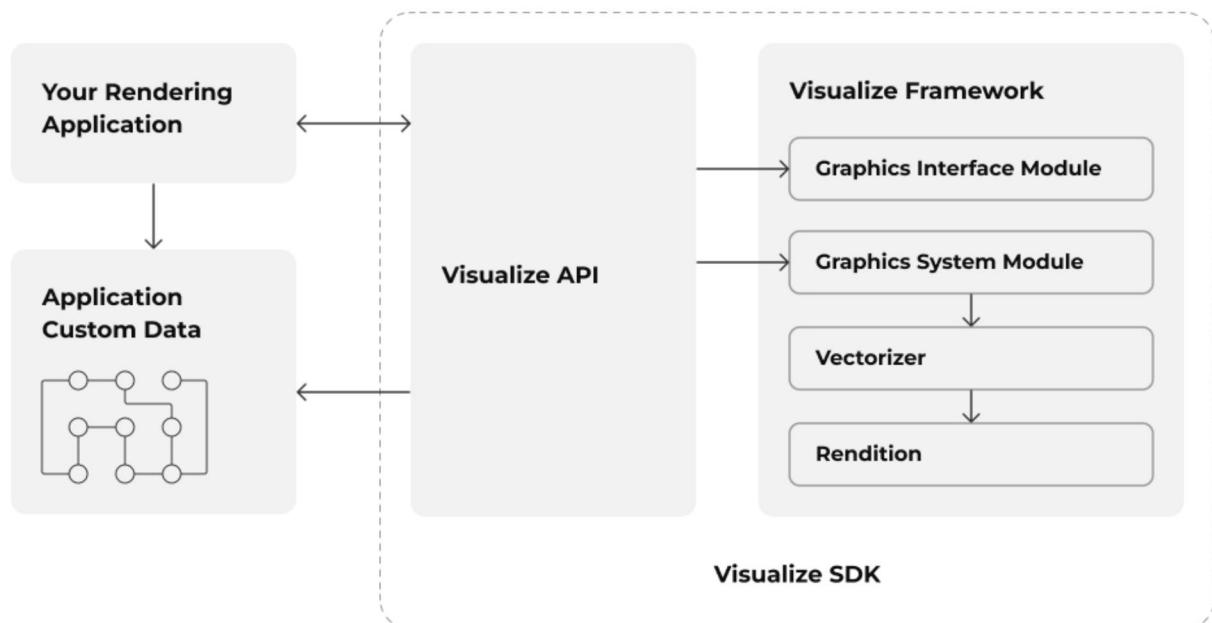 Your Rendering
Application
Application
Custom Data
Visualize API
Visualize Framework
Graphics Interface Module
Graphics System Module
Vectorizer
Rendition
Visualize SDK